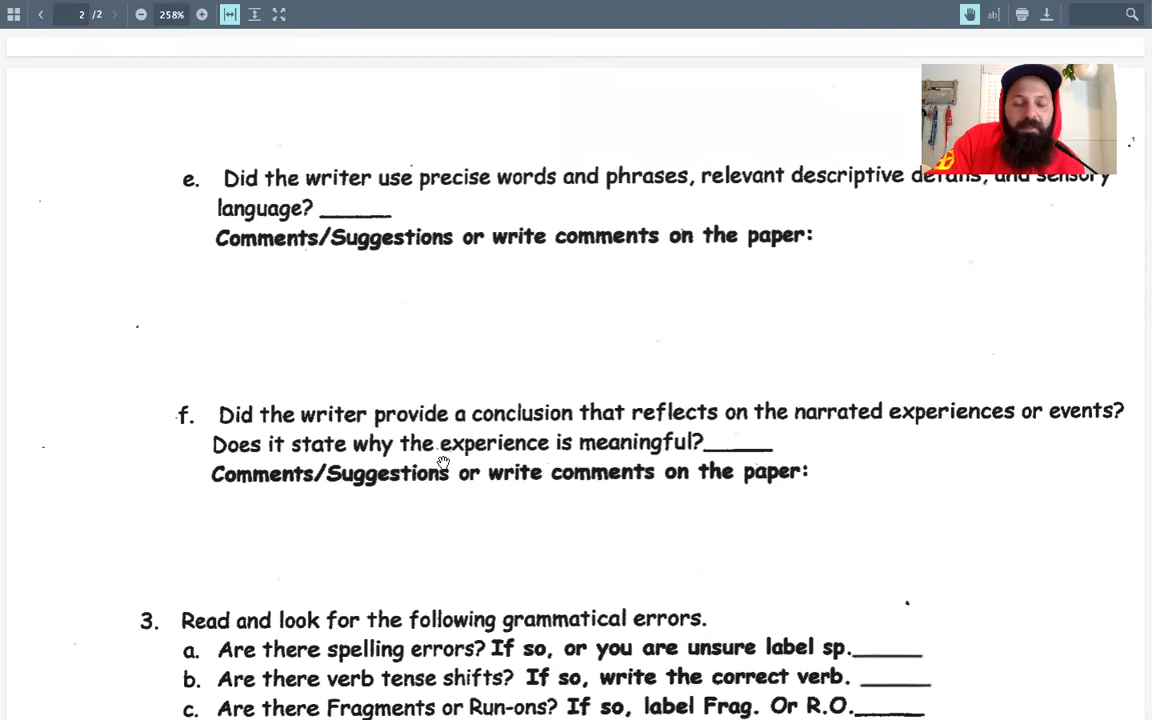 2 /2
258%
ab]
e. Did the writer use precise words and phrases, relevant descriptive details, and sensory
language? ______
Comments/Suggestions or write comments on the paper:
f. Did the writer provide a conclusion that reflects on the narrated experiences or events?
Does it state why the experience is meaningful?______
Comments/Suggestions or write comments on the paper:
3. Read and look for the following grammatical errors.
a. Are there spelling errors? If so, or you are unsure label sp.______
b. Are there verb tense shifts? If so, write the correct verb. ______
c. Are there Fragments or Run-ons? If so, label Frag. Or R.O.______